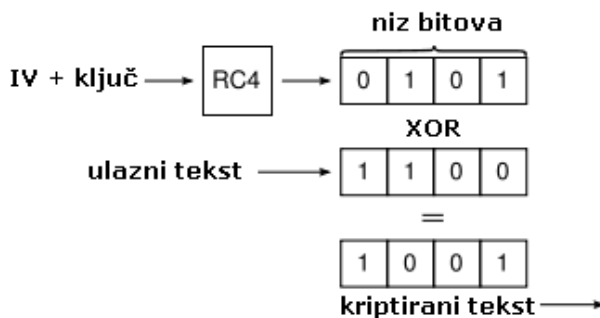 niz bitova
IV + ključ RC4 0 1 0 1
XOR
ulazni tekst 1 1 0 0
=
1 0 0 1
kriptirani tekst